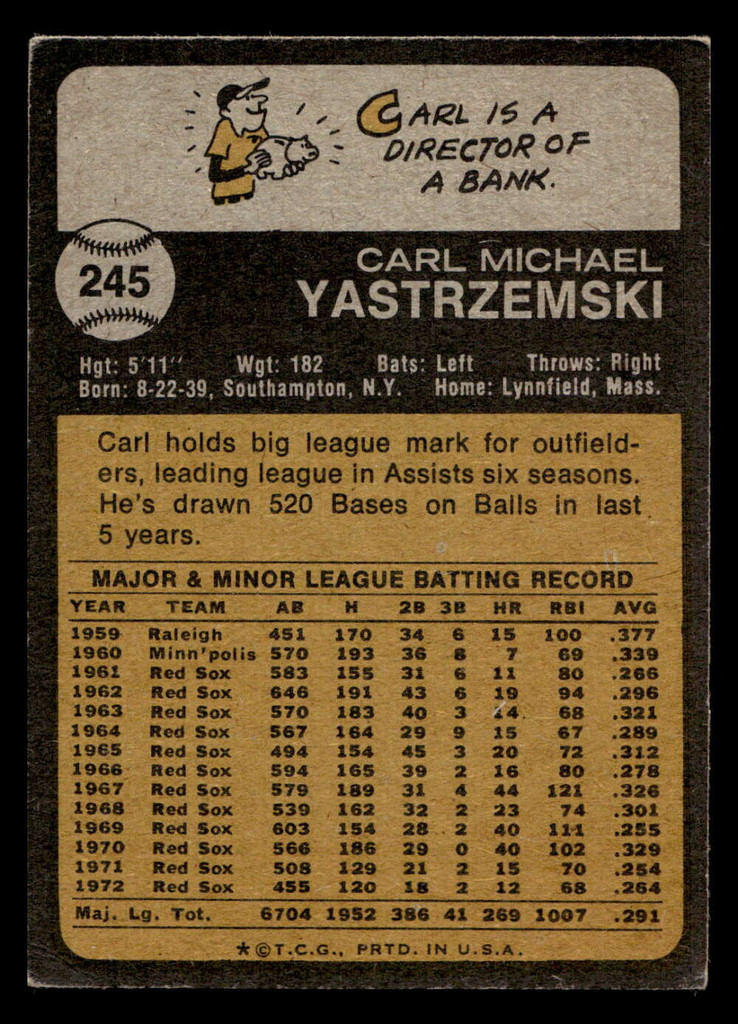 CARL IS A
DIRECTOR OF
A BANK.
245
CARL MICHAEL
YASTRZEMSKI
Hgt: 5'11" Wgt: 182 Bats: Left Throws: Right
Born: 8-22-39, Southampton, N.Y. Home: Lynnfield, Mass.
Carl holds big league mark for outfield-
ers, leading league in Assists six seasons.
He's drawn 520 Bases on Balls in last
5 years.
MAJOR & MINOR LEAGUE BATTING RECORD
YEAR TEAM AB H 2B 3B HR RBI AVG
1959 Raleigh 451 170 34 6 15 100 .377
1960 Minn'polis 570 193 36 8 7 69 .339
1961 Red Sox 583 155 31 6 11 80 .266
1962 Red Sox 646 191 43 6 19 94 .296
1963 Red Sox 570 183 40 3 14 68 .321
1964 Red Sox 567 164 29 9 15 67 .289
1965 Red Sox 494 154 45 3 20 72 .312
1966 Red Sox 594 165 39 2 16 80 .278
1967 Red Sox 579 189 31 4 44 121 .326
1968 Red Sox 539 162 32 2 23 74 .301
1969 Red Sox 603 154 28 2 40 111 .255
1970 Red Sox 566 186 29 0 40 102 .329
1971 Red Sox 508 129 21 2 15 70 .254
1972 Red Sox 455 120 18 2 12 68 .264
Maj. Lg. Tot. 6704 1952 386 41 269 1007 .291
*©T.C.G., PRTD. IN U.S.A.